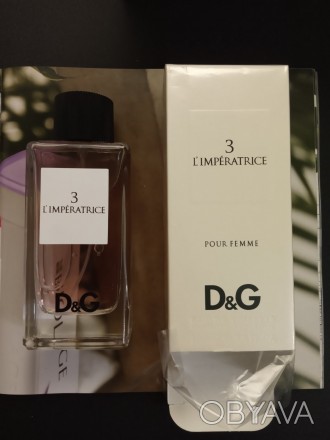 3
L'IMPÉRATRICE
D&G
3
L'IMPÉRATRICE
POUR FEMME
D&G
OBYAVA